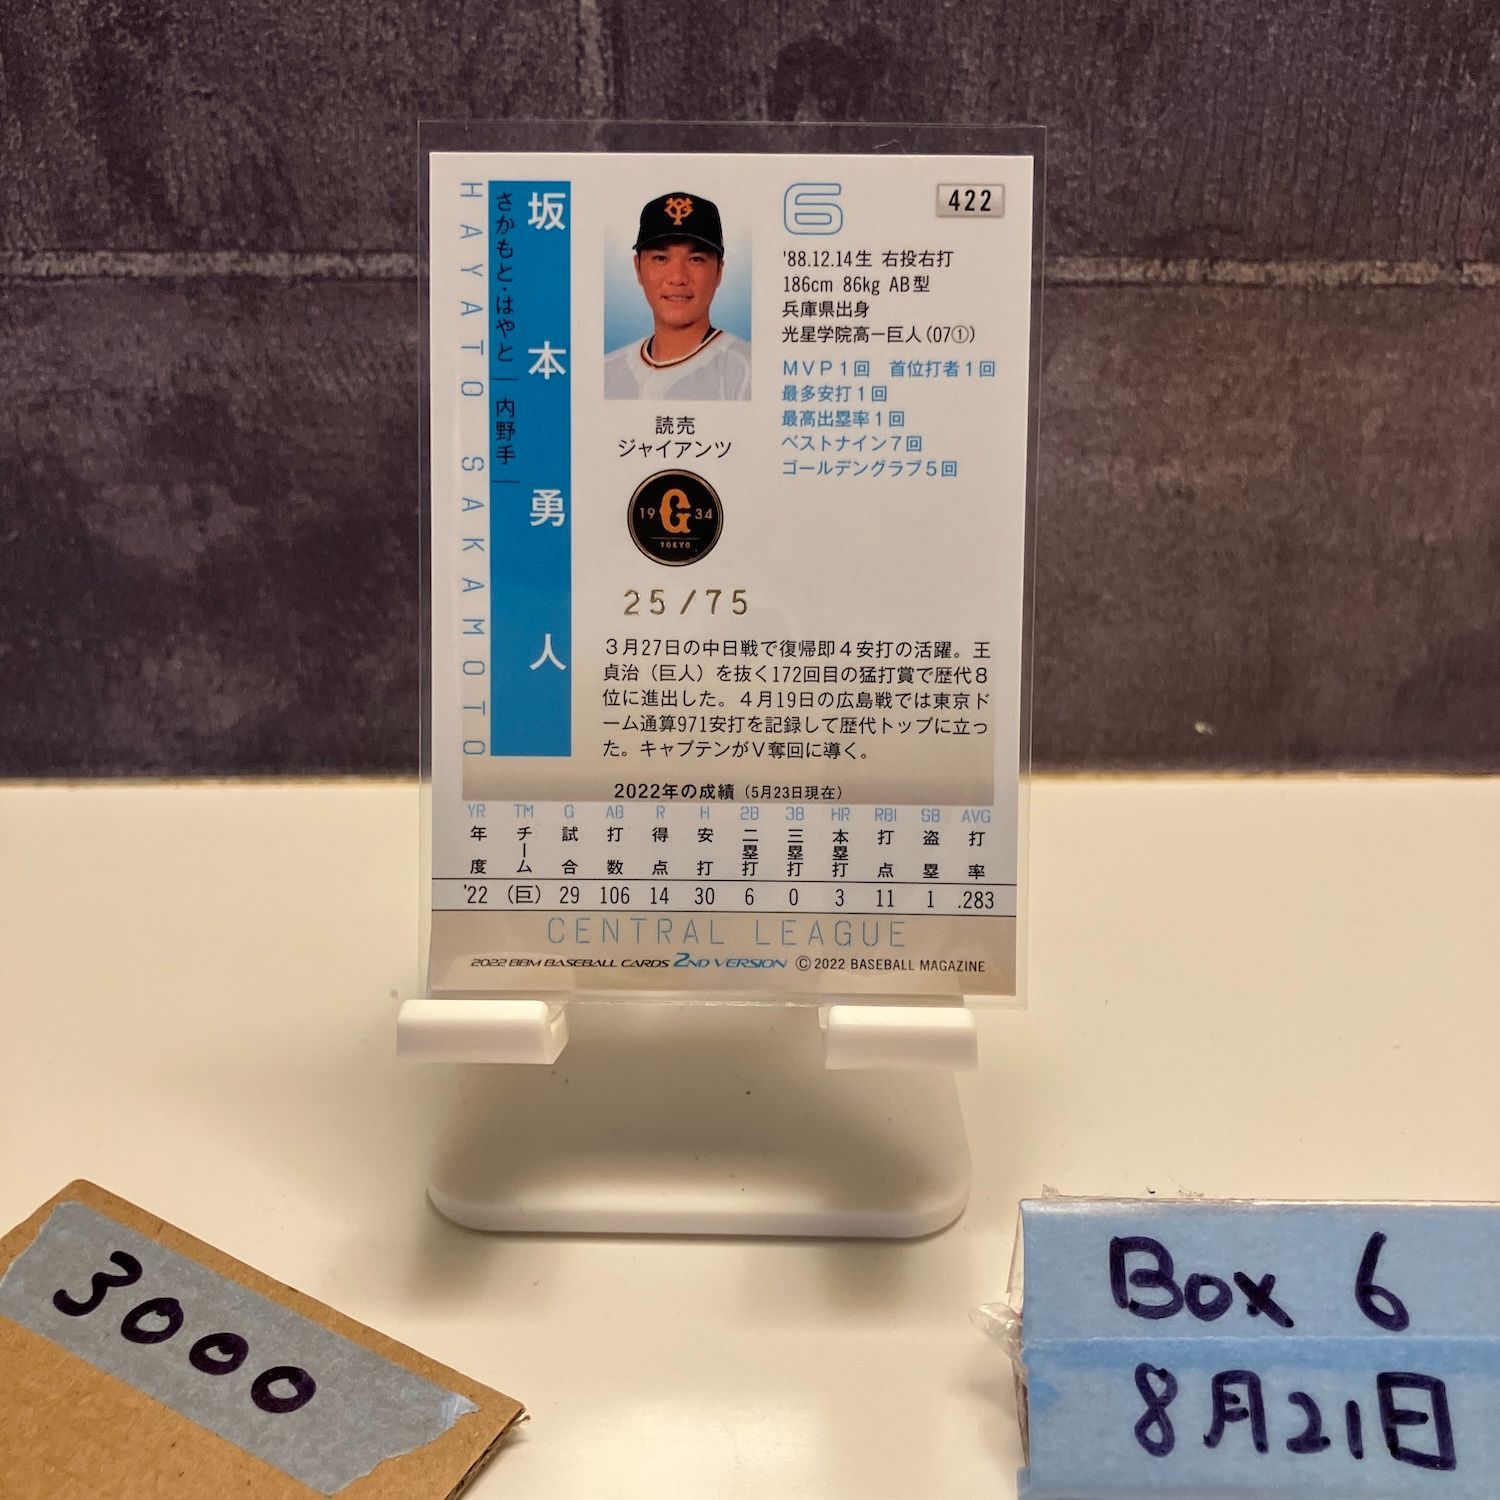 422
6
坂本勇人
さかもと・はやと 内野手
HAYATO SAKAMOTO
'88.12.14生 右投右打
186cm 86kg AB型
兵庫県出身
光星学院高ー巨人(07①)
MVP1回 首位打者1回
最多安打1回
最高出塁率1回
ベストナイン7回
ゴールデングラブ5回
読売
ジャイアンツ
19 G 34
TOKYO
25/75
3月27日の中日戦で復帰即4安打の活躍。王
貞治(巨人)を抜く172回目の猛打賞で歴代8
位に進出した。4月19日の広島戦では東京ド
ーム通算971安打を記録して歴代トップに立っ
た。キャプテンがV奪回に導く。
2022年の成績(5月23日現在)
YR TM G AB R H 2B 3B HR RBI SB AVG
年度 チーム 試合 打数 得点 安打 二塁打 三塁打 本塁打 打点 盗塁 打率
'22 (巨) 29 106 14 30 6 0 3 11 1 .283
CENTRAL LEAGUE
2022 BBM BASEBALL CARDS 2ND VERSION ©2022 BASEBALL MAGAZINE
3000
Box 6
8月21日